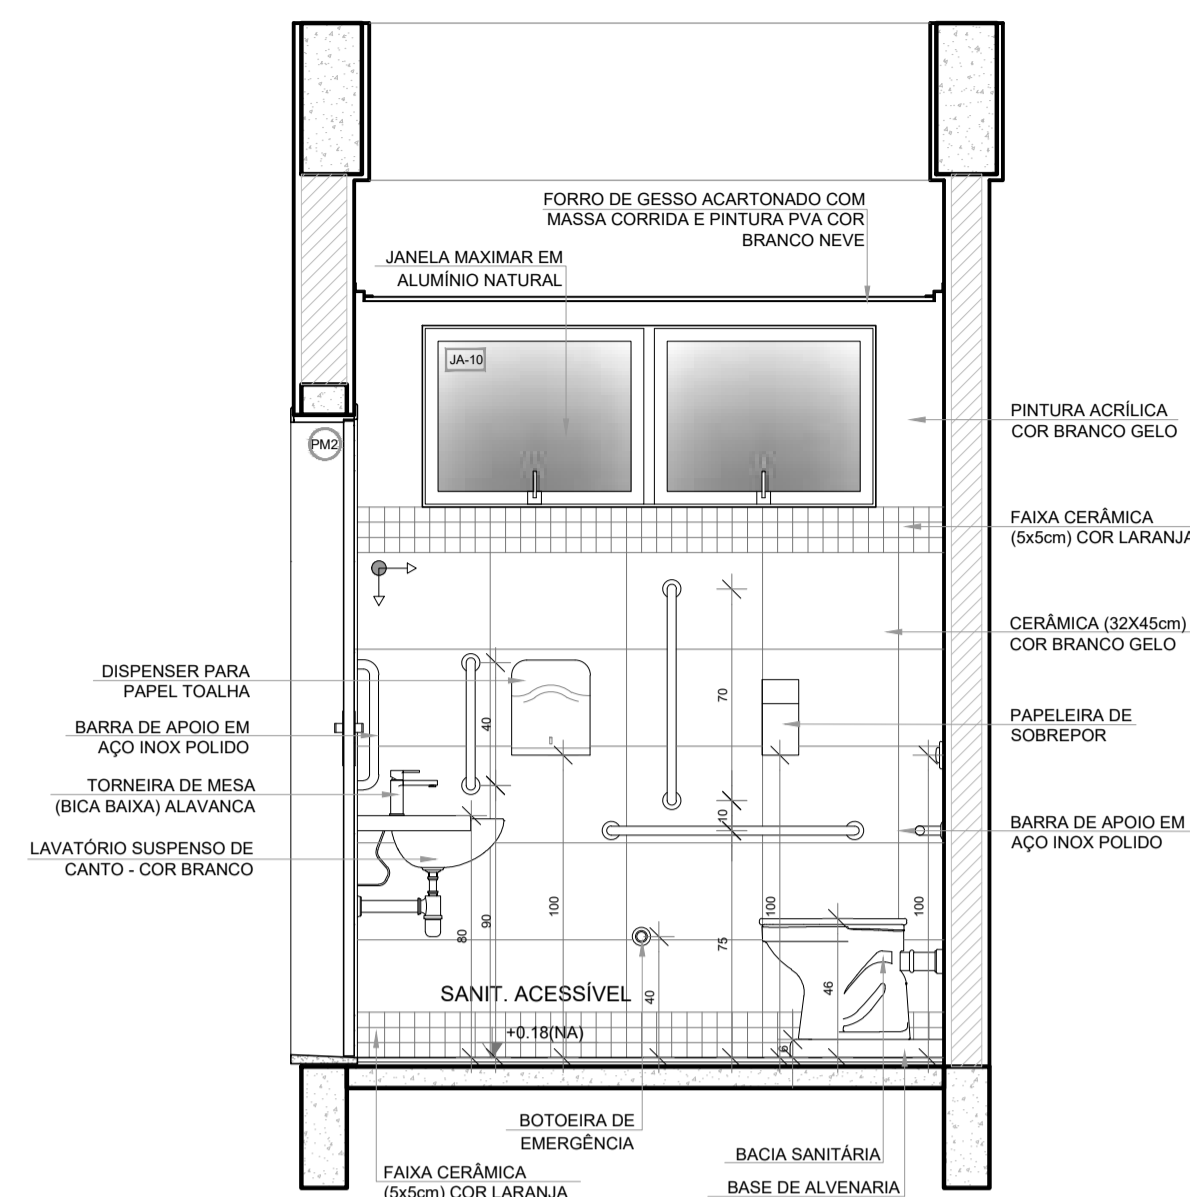 FORRO DE GESSO ACARTONADO COM
MASSA CORRIDA E PINTURA PVA COR
BRANCO NEVE
JANELA MAXIMAR EM
ALUMÍNIO NATURAL
JA-10
PM2
PINTURA ACRÍLICA
COR BRANCO GELO
FAIXA CERÂMICA
(5x5cm) COR LARANJA
CERÂMICA (32X45cm)
COR BRANCO GELO
DISPENSER PARA
PAPEL TOALHA
BARRA DE APOIO EM
AÇO INOX POLIDO
TORNEIRA DE MESA
(BICA BAIXA) ALAVANCA
LAVATÓRIO SUSPENSO DE
CANTO - COR BRANCO
PAPELEIRA DE
SOBREPOR
BARRA DE APOIO EM
AÇO INOX POLIDO
40
70
10
80
90
100
40
75
100
46
6
100
SANIT. ACESSÍVEL
+0.18(NA)
BOTOEIRA DE
EMERGÊNCIA
BACIA SANITÁRIA
BASE DE ALVENARIA
FAIXA CERÂMICA
(5x5cm) COR LARANJA